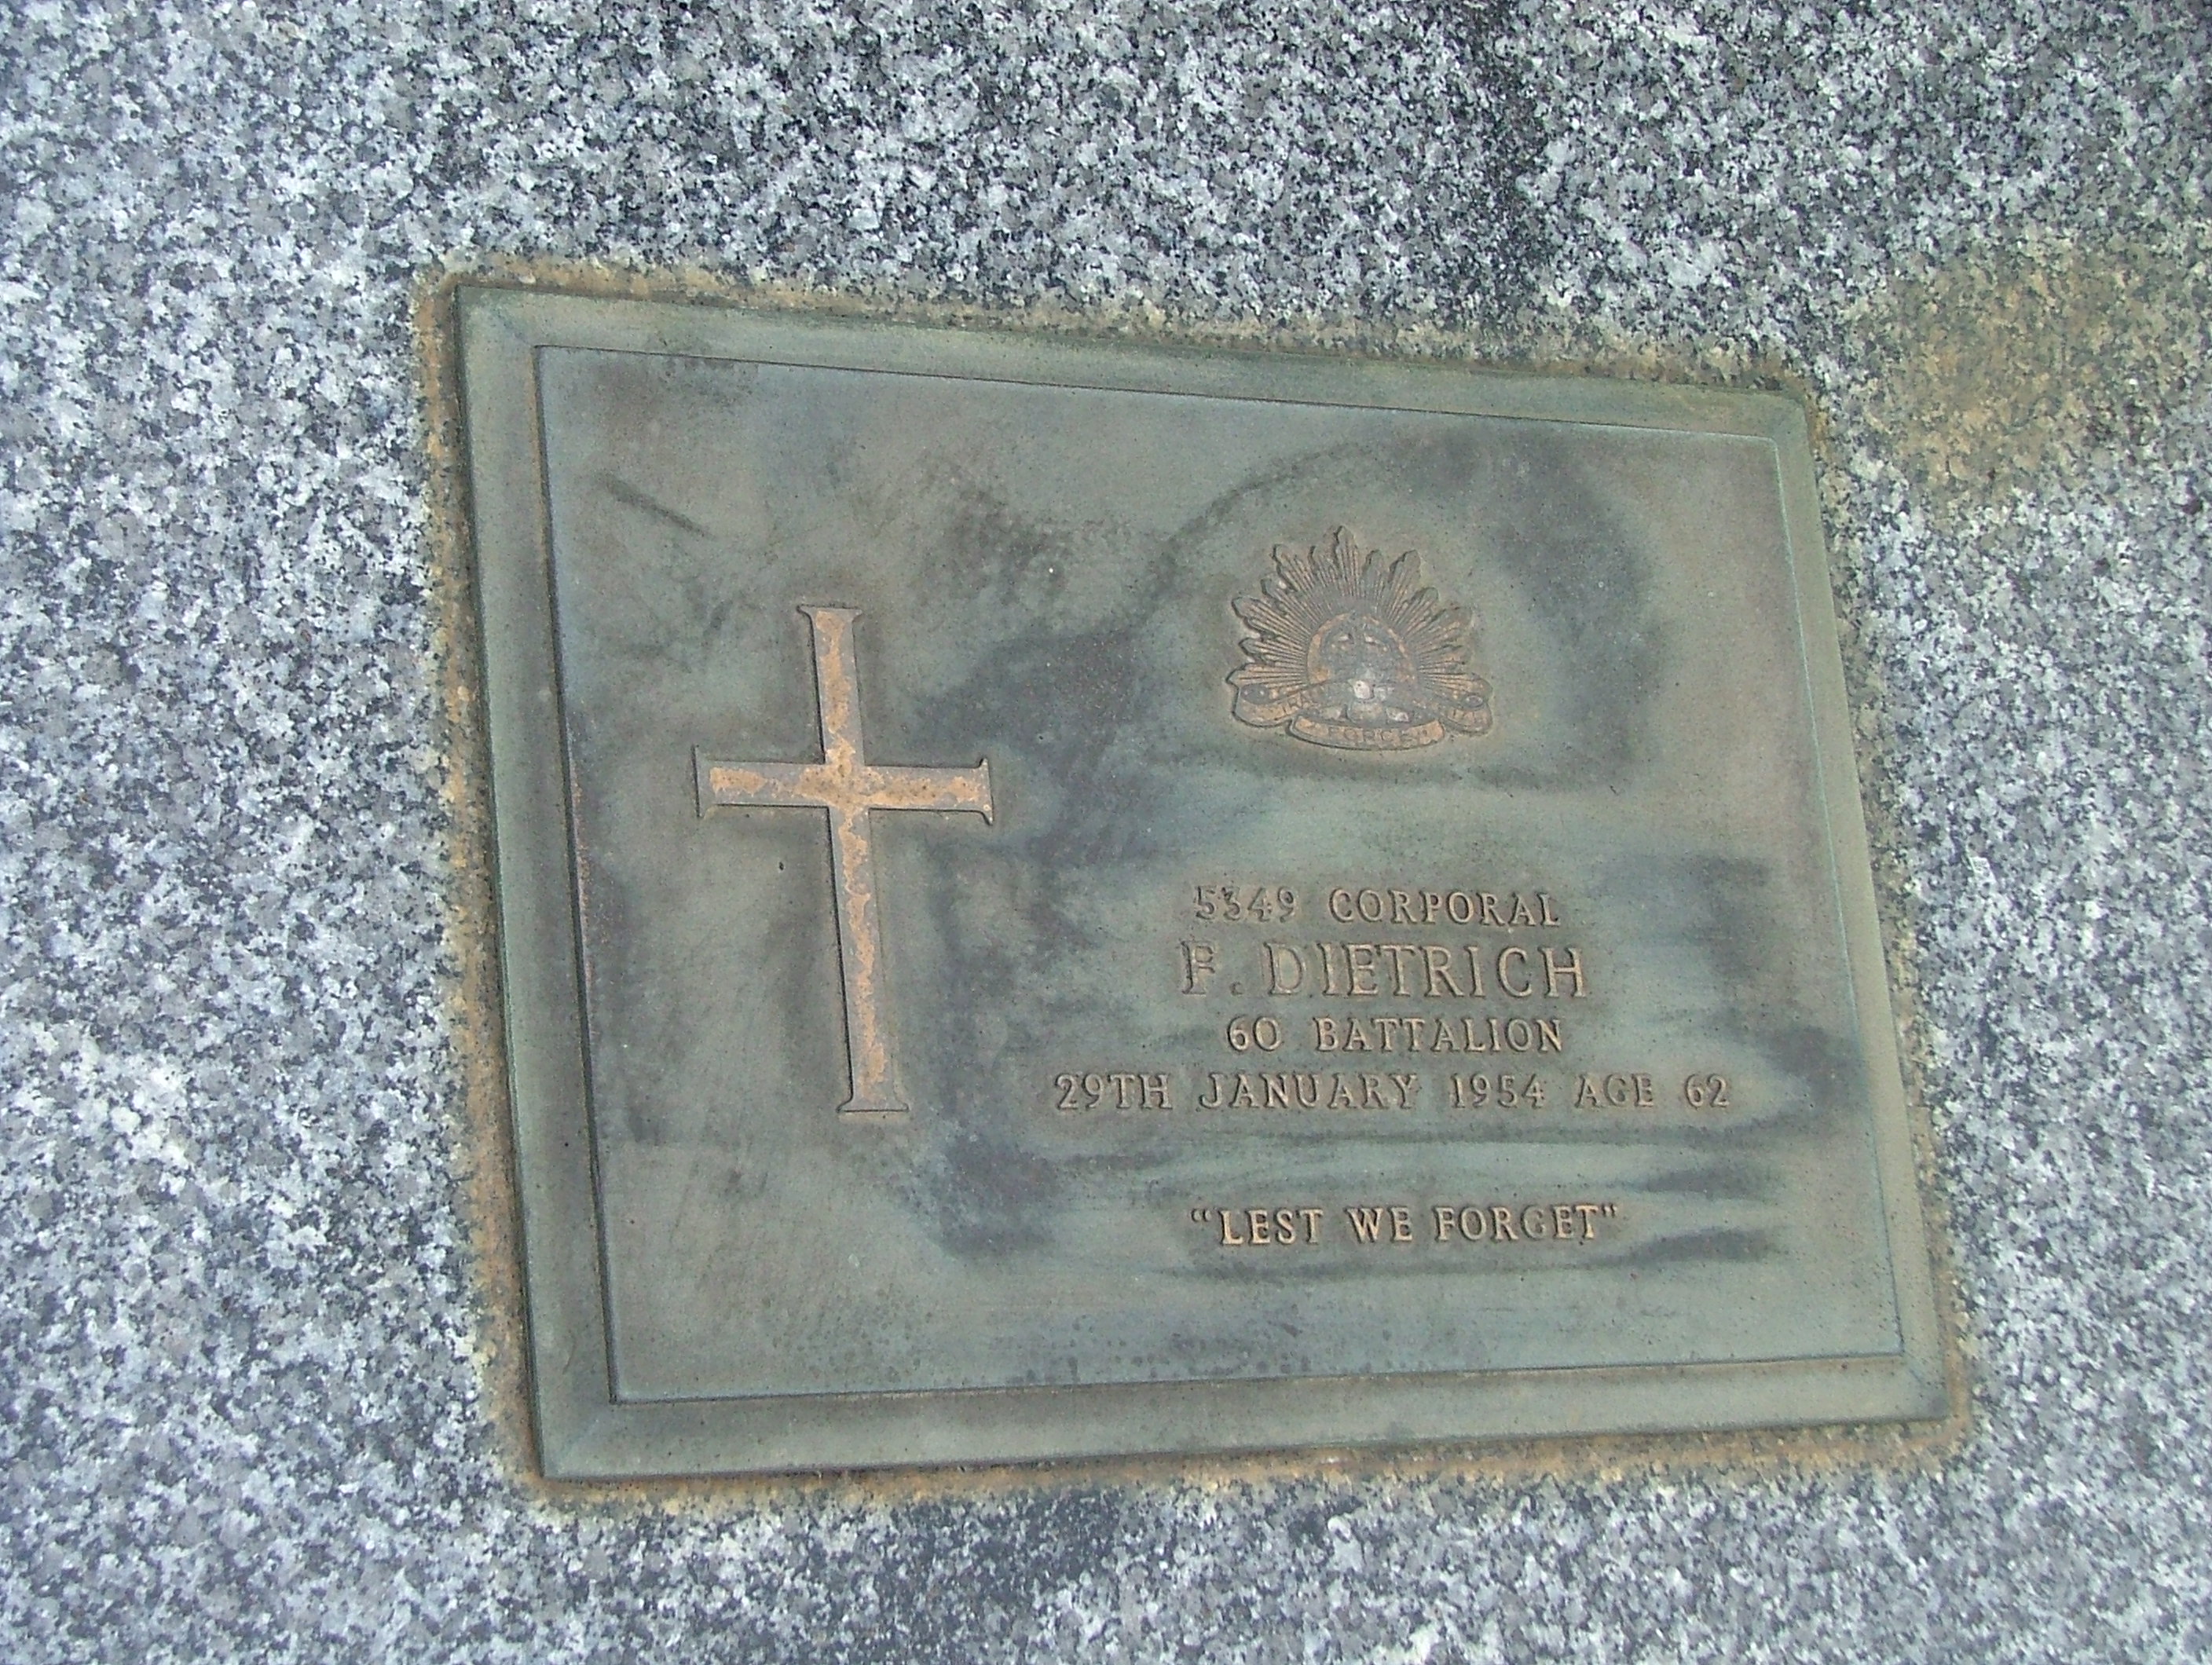 5349 CORPORAL
F. DIETRICH
60 BATTALION
29TH JANUARY 1954 AGE 62
"LEST WE FORGET"